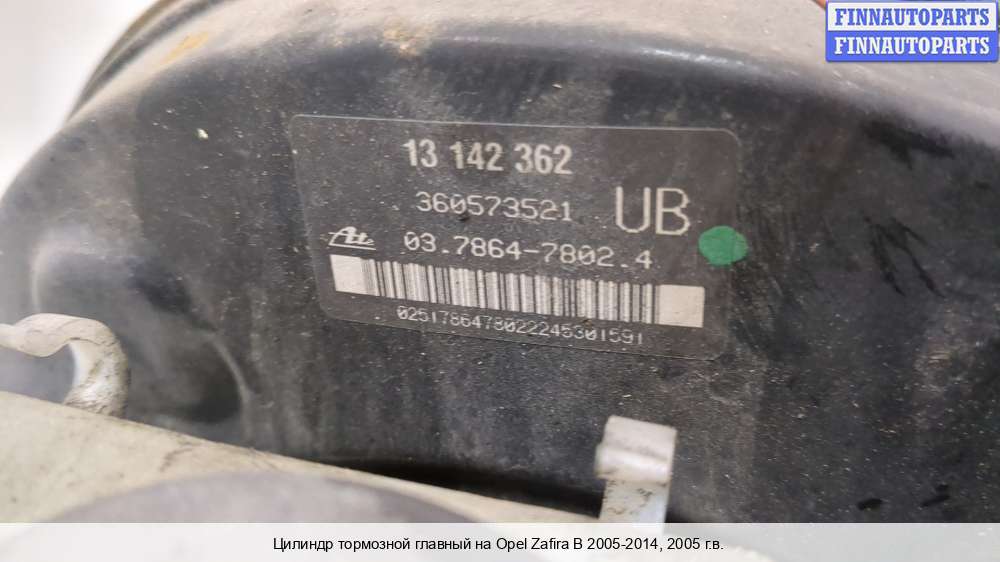 FINNAUTOPARTS
FINNAUTOPARTS
13 142 362
360573521 UB
Ate 03.7864-7802.4
0251786478022245301591
Цилиндр тормозной главный на Opel Zafira B 2005-2014, 2005 г.в.